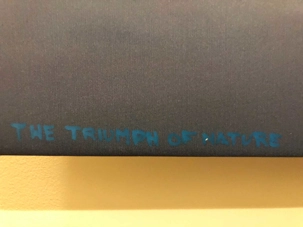 THE TRIUMPH OF NATURE